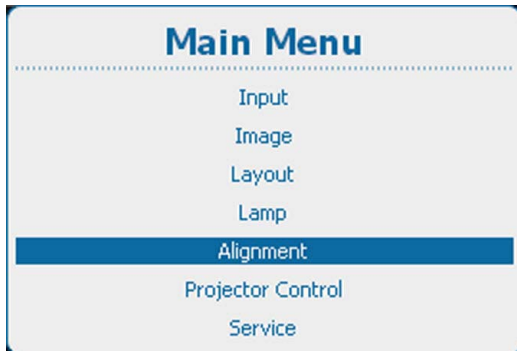 Main Menu
Input
Image
Layout
Lamp
Alignment
Projector Control
Service